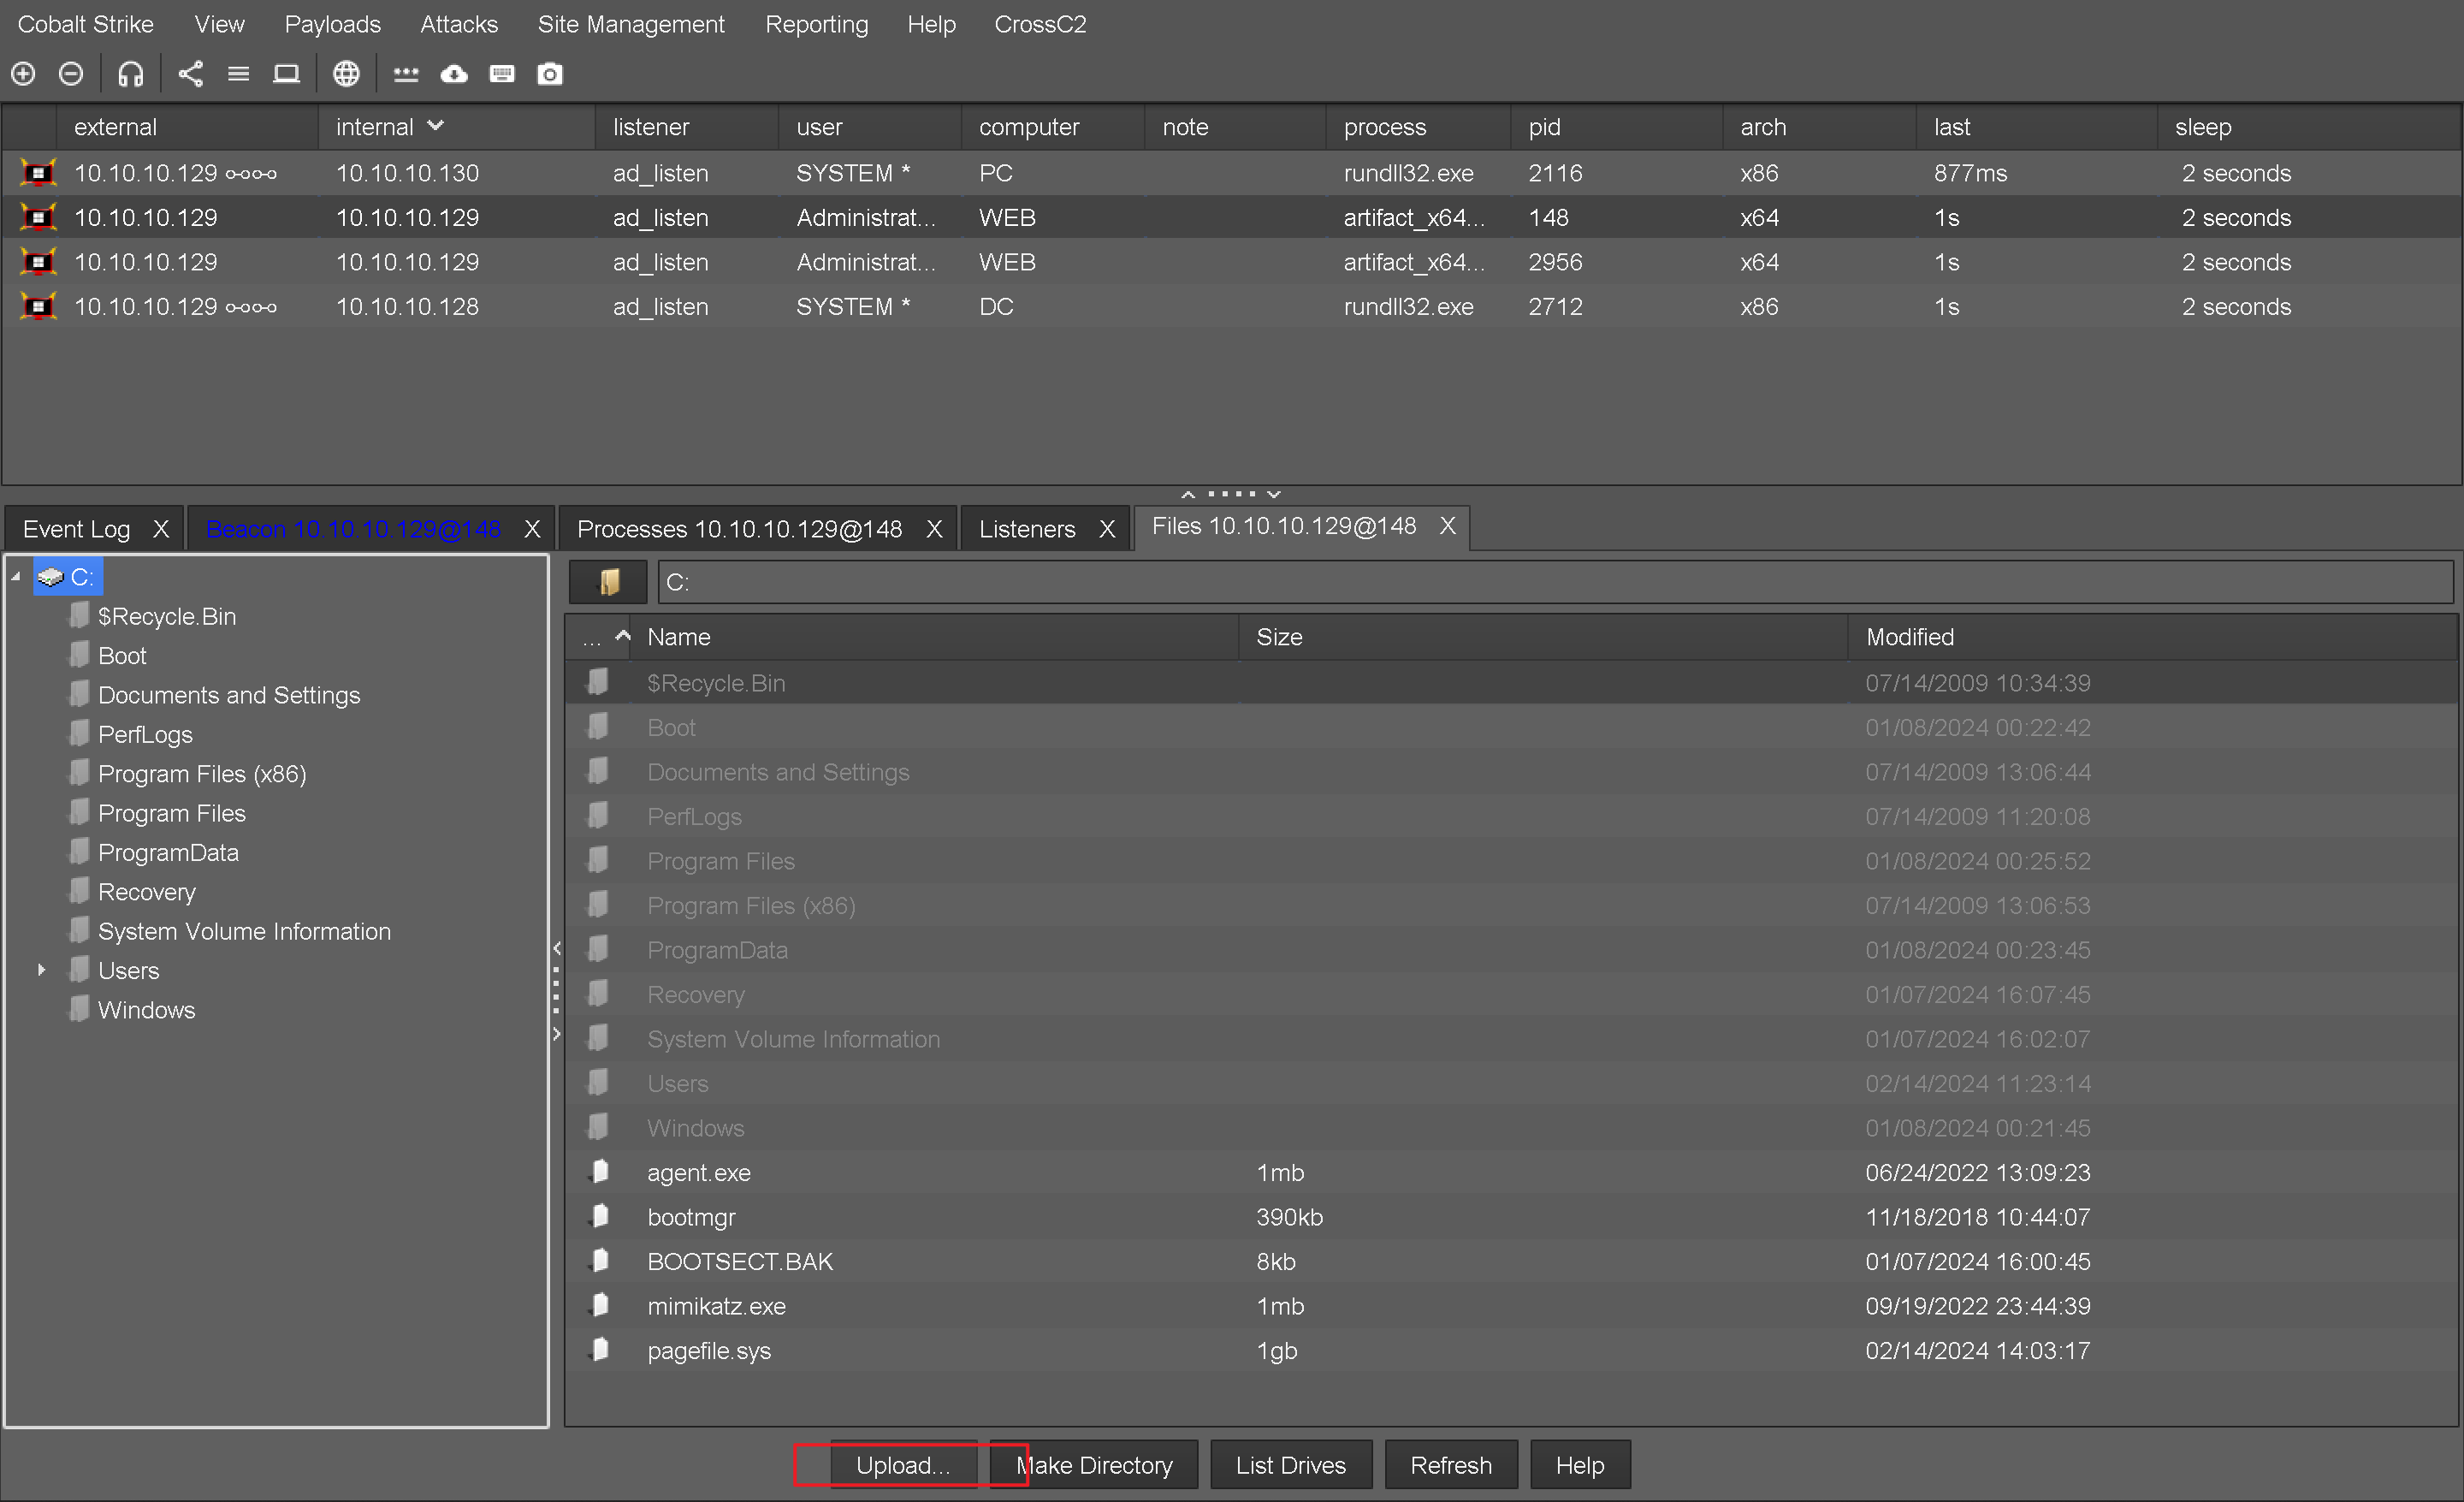 Cobalt Strike View Payloads Attacks Site Management Reporting Help CrossC2
external internal listener user computer note process pid arch last sleep
10.10.10.129 10.10.10.130 ad_listen SYSTEM * PC rundll32.exe 2116 x86 877ms 2 seconds
10.10.10.129 10.10.10.129 ad_listen Administrat... WEB artifact_x64... 148 x64 1s 2 seconds
10.10.10.129 10.10.10.129 ad_listen Administrat... WEB artifact_x64... 2956 x64 1s 2 seconds
10.10.10.129 10.10.10.128 ad_listen SYSTEM * DC rundll32.exe 2712 x86 1s 2 seconds
Event Log X Beacon 10.10.10.129@148 X Processes 10.10.10.129@148 X Listeners X Files 10.10.10.129@148 X
C:
$Recycle.Bin
Boot
Documents and Settings
PerfLogs
Program Files (x86)
Program Files
ProgramData
Recovery
System Volume Information
Users
Windows
C:
... Name Size Modified
$Recycle.Bin 07/14/2009 10:34:39
Boot 01/08/2024 00:22:42
Documents and Settings 07/14/2009 13:06:44
PerfLogs 07/14/2009 11:20:08
Program Files 01/08/2024 00:25:52
Program Files (x86) 07/14/2009 13:06:53
ProgramData 01/08/2024 00:23:45
Recovery 01/07/2024 16:07:45
System Volume Information 01/07/2024 16:02:07
Users 02/14/2024 11:23:14
Windows 01/08/2024 00:21:45
agent.exe 1mb 06/24/2022 13:09:23
bootmgr 390kb 11/18/2018 10:44:07
BOOTSECT.BAK 8kb 01/07/2024 16:00:45
mimikatz.exe 1mb 09/19/2022 23:44:39
pagefile.sys 1gb 02/14/2024 14:03:17
Upload... Make Directory List Drives Refresh Help